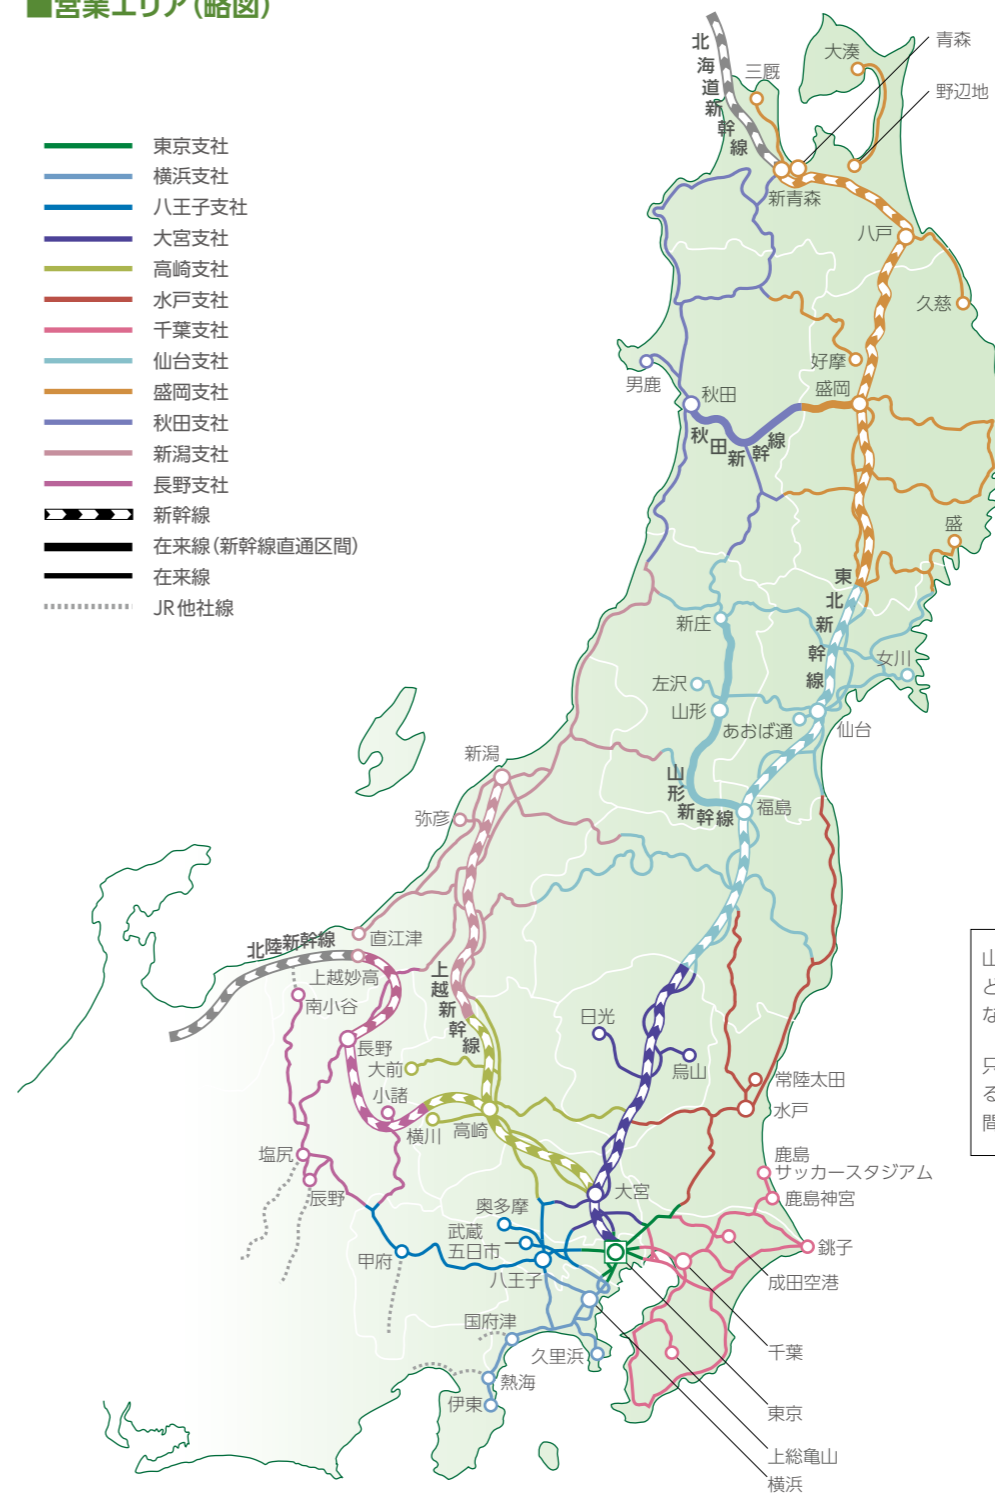 ■営業エリア(略図)
東京支社
横浜支社
八王子支社
大宮支社
高崎支社
水戸支社
千葉支社
仙台支社
盛岡支社
秋田支社
新潟支社
長野支社
新幹線
在来線(新幹線直通区間)
在来線
JR他社線
北海道新幹線
三厩
大湊
青森
野辺地
新青森
八戸
久慈
好摩
男鹿
秋田
盛岡
秋田新幹線
盛
東北新幹線
新庄
女川
左沢
山形
あおば通
仙台
新潟
山形新幹線
福島
弥彦
直江津
北陸新幹線
上越妙高
上越新幹線
南小谷
日光
長野
大前
烏山
小諸
常陸太田
横川
高崎
水戸
塩尻
鹿島
サッカースタジアム
辰野
大宮
鹿島神宮
奥多摩
武蔵
五日市
甲府
銚子
八王子
成田空港
国府津
久里浜
千葉
熱海
伊東
東京
上総亀山
横浜
山
と
な
只
る
間